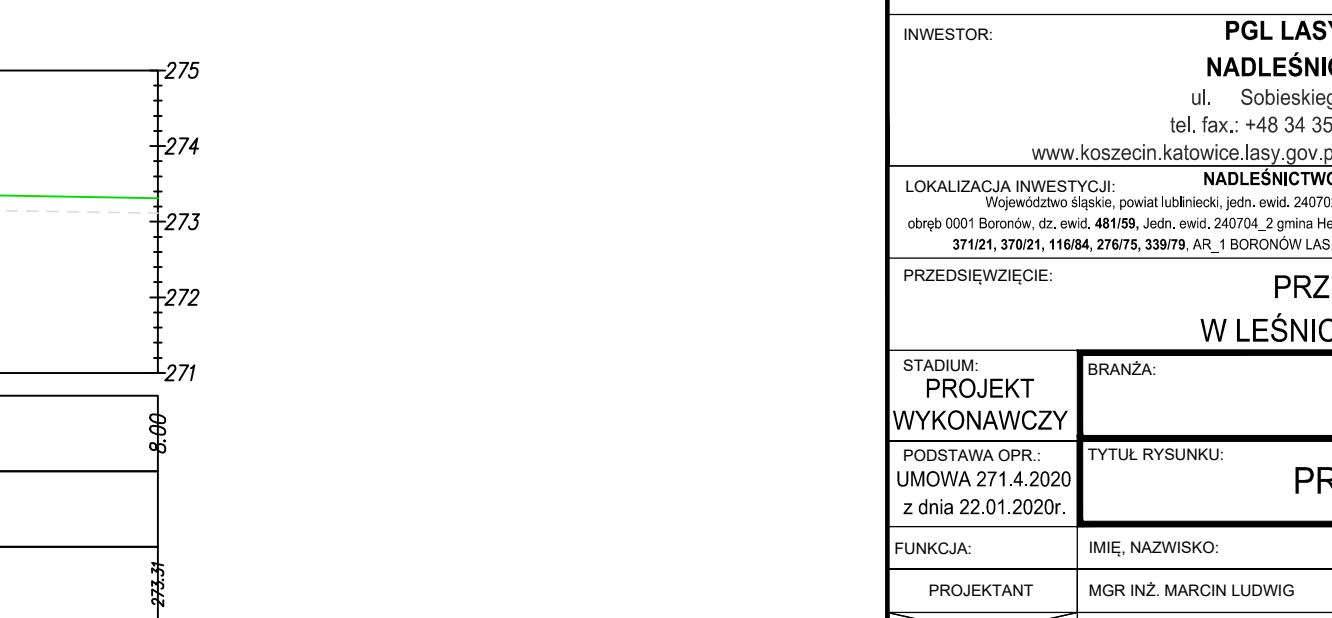 275
274
273
272
271
8.00
273.31
INWESTOR:
PGL LASY
NADLEŚNIC
ul. Sobieskieg
tel. fax.: +48 34 35
www.koszecin.katowice.lasy.gov.p
LOKALIZACJA INWESTYCJI:
NADLEŚNICTWO
Województwo śląskie, powiat lubliniecki, jedn. ewid. 24070
obręb 0001 Boronów, dz. ewid. 481/59, Jedn. ewid. 240704_2 gmina He
371/21, 370/21, 116/84, 276/75, 339/79, AR_1 BORONÓW LAS,
PRZEDSIĘWZIĘCIE:
PRZ
W LEŚNIC
STADIUM:
PROJEKT
WYKONAWCZY
BRANŻA:
PODSTAWA OPR.:
UMOWA 271.4.2020
z dnia 22.01.2020r.
TYTUŁ RYSUNKU:
PR
FUNKCJA:
IMIĘ, NAZWISKO:
PROJEKTANT
MGR INŻ. MARCIN LUDWIG